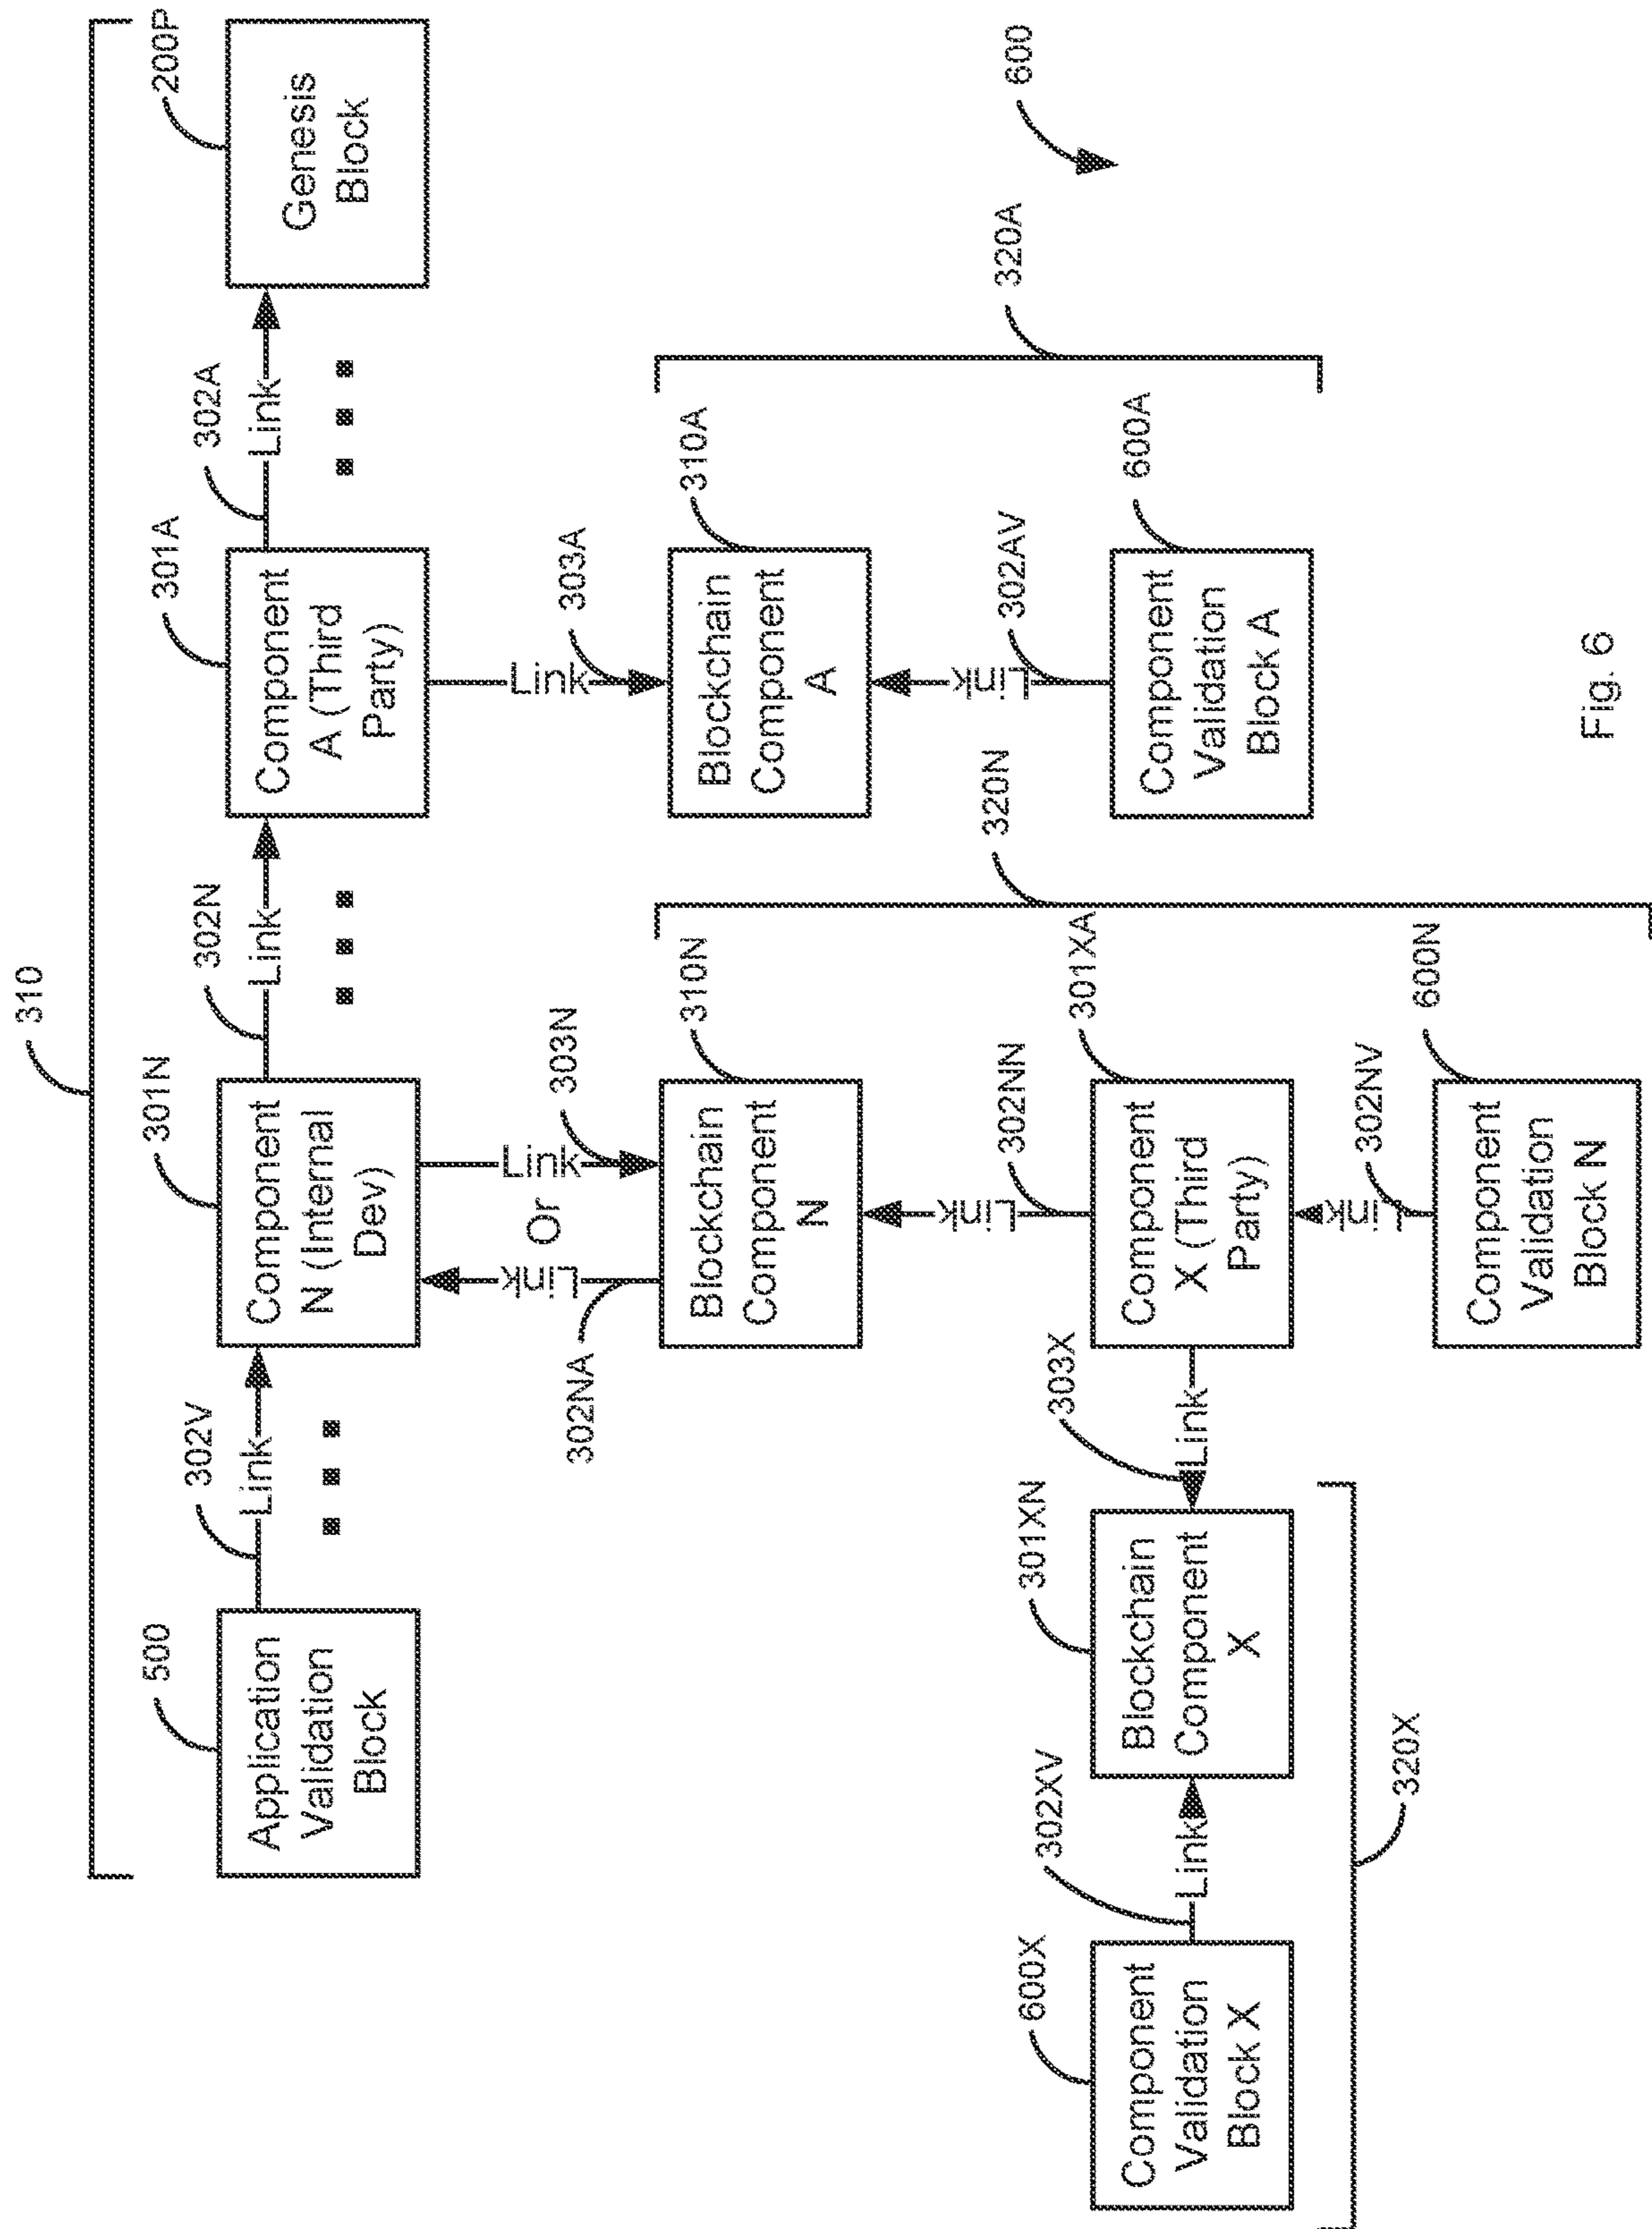 310
500
Application
Validation
Block
302V
Link
301N
Component
N (Internal
Dev)
302N
Link
301A
Component
A (Third
Party)
302A
Link
200P
Genesis
Block
302NA
Link
Or
Link
303N
Link
303A
310N
Blockchain
Component
N
320N
310A
Blockchain
Component
A
320A
600
Link
302NN
Link
302AV
600X
Component
Validation
Block X
302XV
Link
301XN
Blockchain
Component
X
303X
Link
301XA
Component
X (Third
Party)
600A
Component
Validation
Block A
320X
Link
302NV
600N
Component
Validation
Block N
Fig. 6